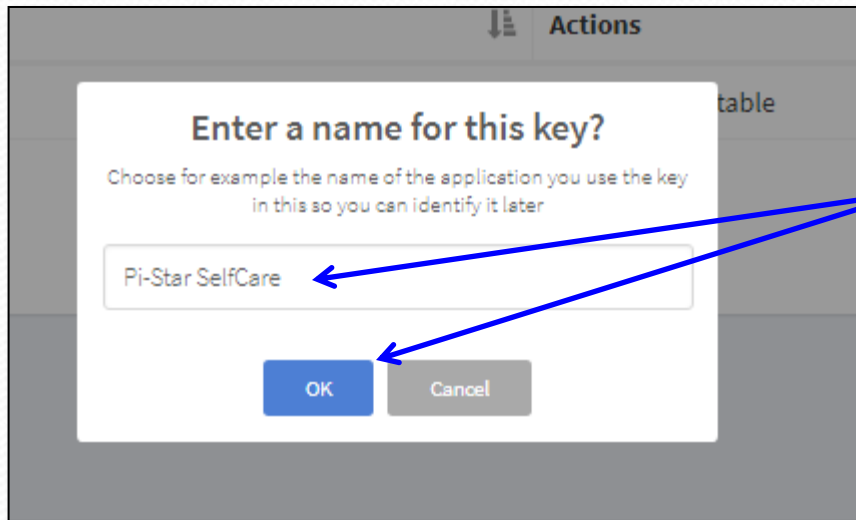 Actions
table
Enter a name for this key?
Choose for example the name of the application you use the key
in this so you can identify it later
Pi-Star SelfCare
OK Cancel